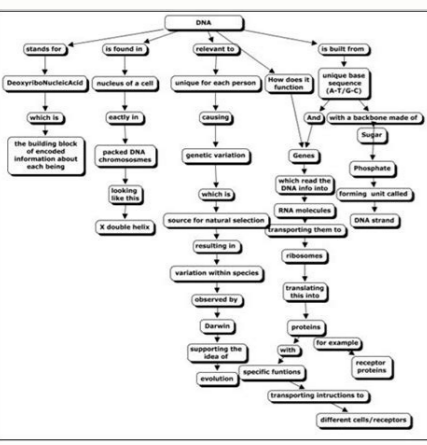 DNA
stands for
is found in
relevant to
is built from
DeoxyriboNucleicAcid
nucleus of a cell
unique for each person
How does it
function
unique base
sequence
(A-T/G-C)
which is
eactly in
causing
And
with a backbone made of
Sugar
the building block
of encoded
information about
each being
packed DNA
chromososmes
genetic variation
Genes
Phosphate
looking
like this
which is
which read the
DNA info into
forming unit called
X double helix
source for natural selection
RNA molecules
DNA strand
transporting them to
resulting in
ribosomes
variation within species
translating
this into
observed by
Darwin
proteins
supporting the
idea of
with
for example
evolution
specific funtions
receptor
proteins
transporting intructions to
different cells/receptors